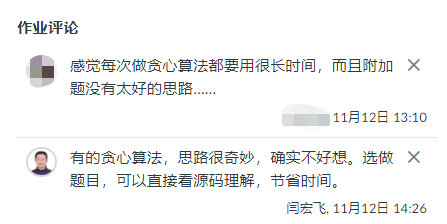 作业评论
感觉每次做贪心算法都要用很长时间，而且附加
题没有太好的思路......
11月12日 13:10
有的贪心算法，思路很奇妙，确实不好想。选做
题目，可以直接看源码理解，节省时间。
闫宏飞, 11月12日 14:26